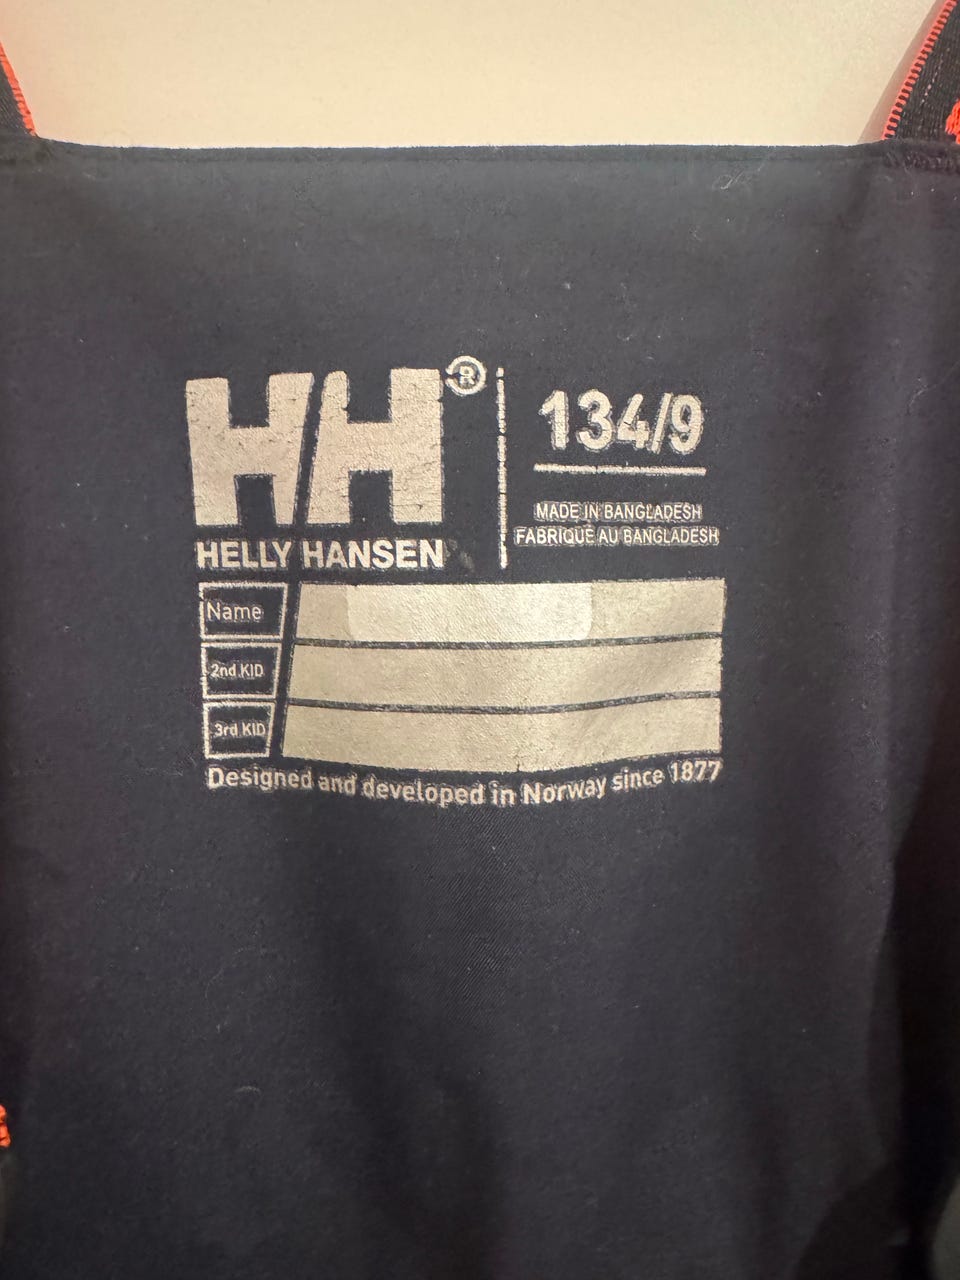 HH®
HELLY HANSEN
134/9
MADE IN BANGLADESH
FABRIQUÉ AU BANGLADESH
Name
2nd KID
3rd KID
Designed and developed in Norway since 1877